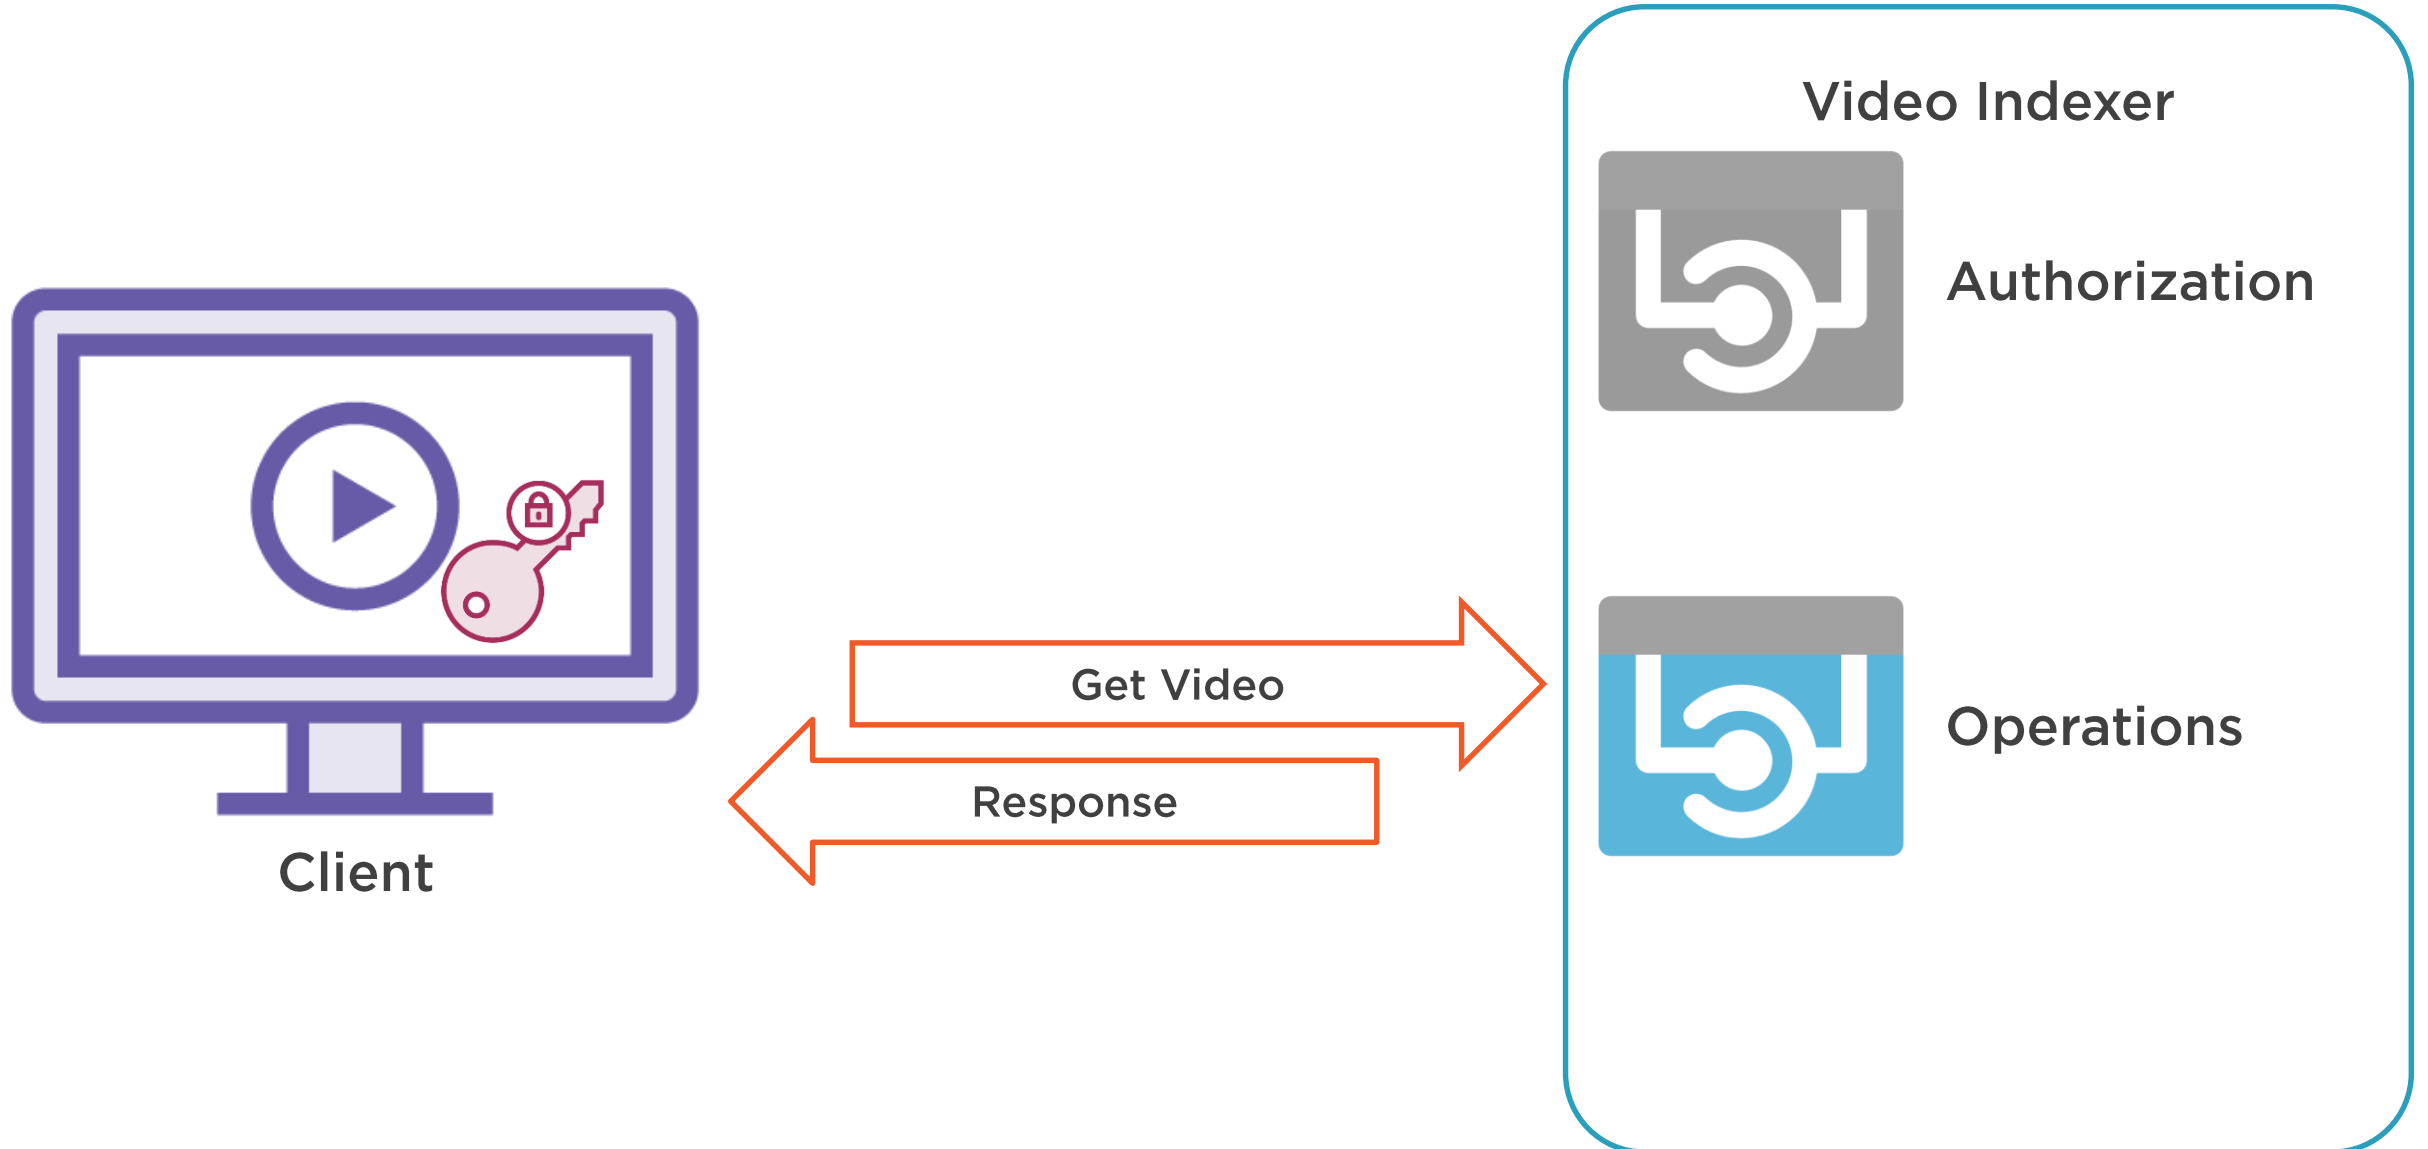 Video Indexer
Authorization
Get Video
Operations
Response
Client